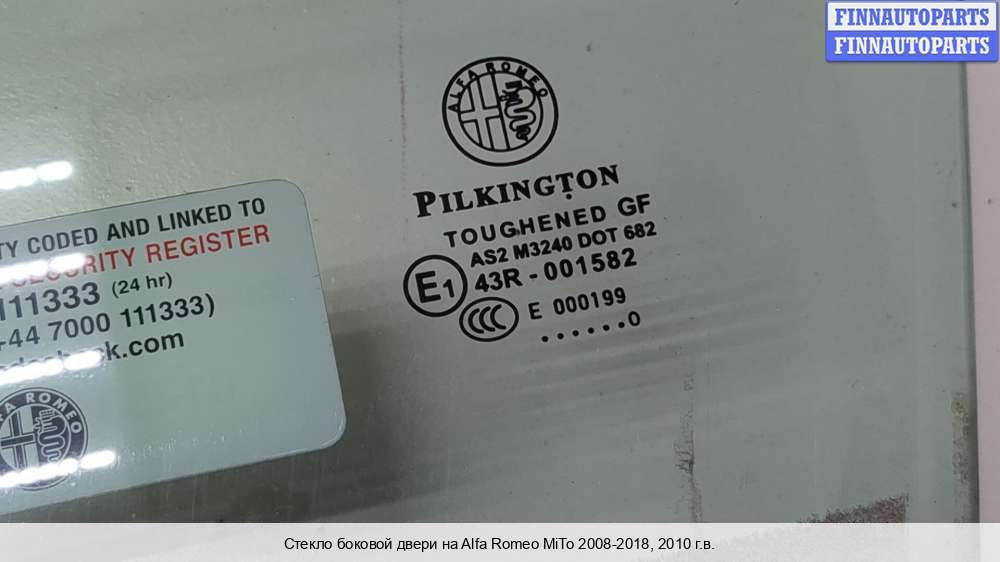 FINNAUTOPARTS
FINNAUTOPARTS
ALFA ROMEO
PILKINGTON
TOUGHENED GF
AS2 M3240 DOT 682
E1 43R - 001582
CCC E 000199
......0
TY CODED AND LINKED TO
SECURITY REGISTER
111333 (24 hr)
+44 7000 111333)
.com
FA ROMEO
Стекло боковой двери на Alfa Romeo MiTo 2008-2018, 2010 г.в.